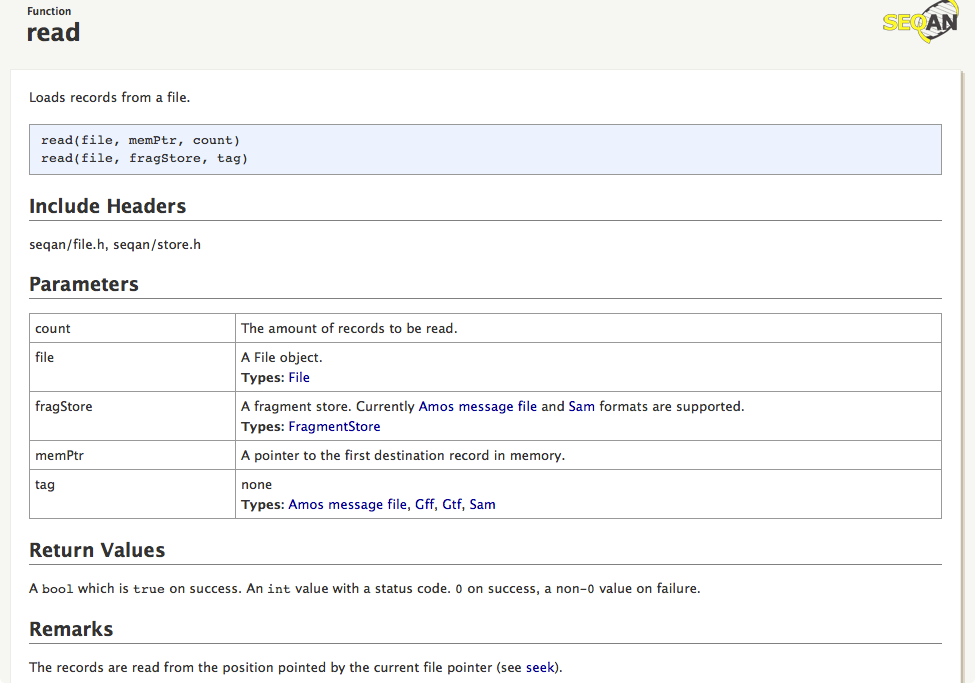 Function
read
SEQAN
Loads records from a file.
read(file, memPtr, count)
read(file, fragStore, tag)
Include Headers
seqan/file.h, seqan/store.h
Parameters
count The amount of records to be read.
file A File object.
Types: File
fragStore A fragment store. Currently Amos message file and Sam formats are supported.
Types: FragmentStore
memPtr A pointer to the first destination record in memory.
tag none
Types: Amos message file, Gff, Gtf, Sam
Return Values
A bool which is true on success. An int value with a status code. 0 on success, a non-0 value on failure.
Remarks
The records are read from the position pointed by the current file pointer (see seek).